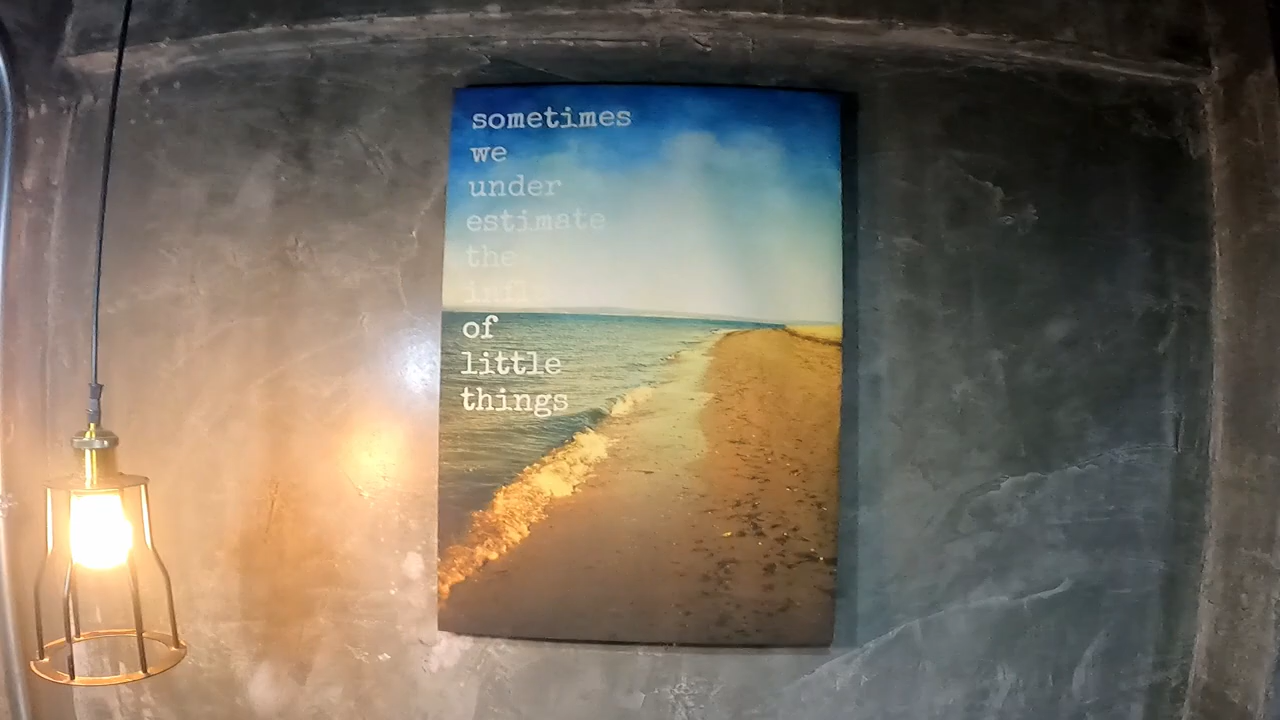 sometimes
we
under
estimate
the
of
little
things